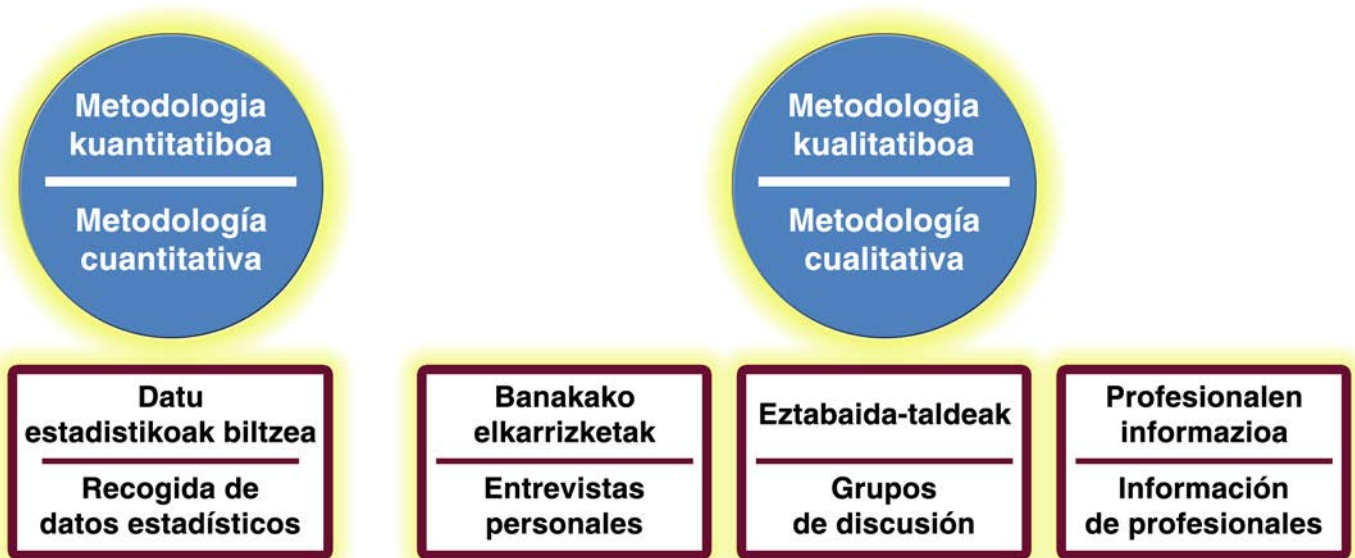 Metodologia
kuantitatiboa
Metodología
cuantitativa
Metodologia
kualitatiboa
Metodología
cualitativa
Datu
estadistikoak biltzea
Recogida de
datos estadísticos
Banakako
elkarrizketak
Entrevistas
personales
Eztabaida-taldeak
Grupos
de discusión
Profesionalen
informazioa
Información
de profesionales